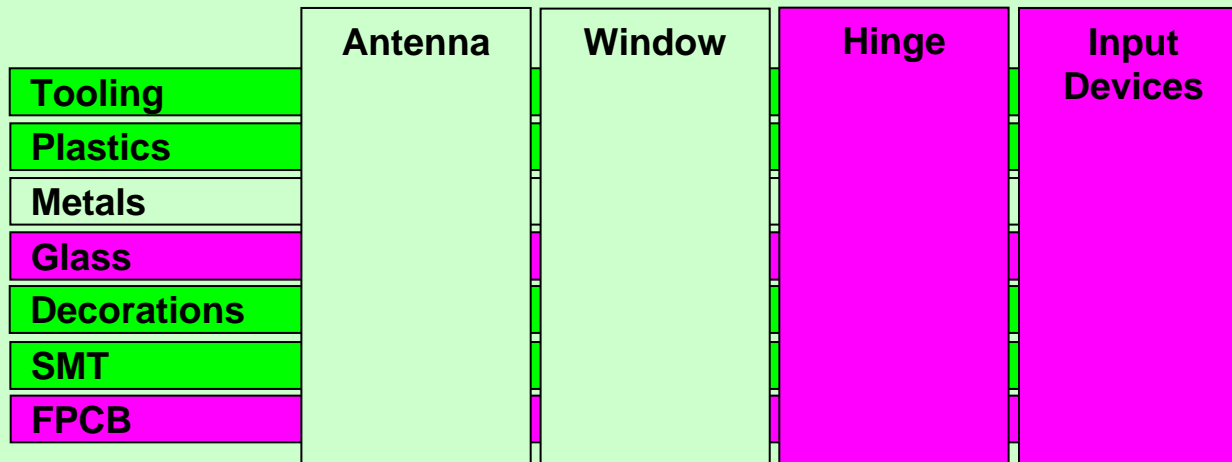 Antenna
Window
Hinge
Input
Devices
Tooling
Plastics
Metals
Glass
Decorations
SMT
FPCB